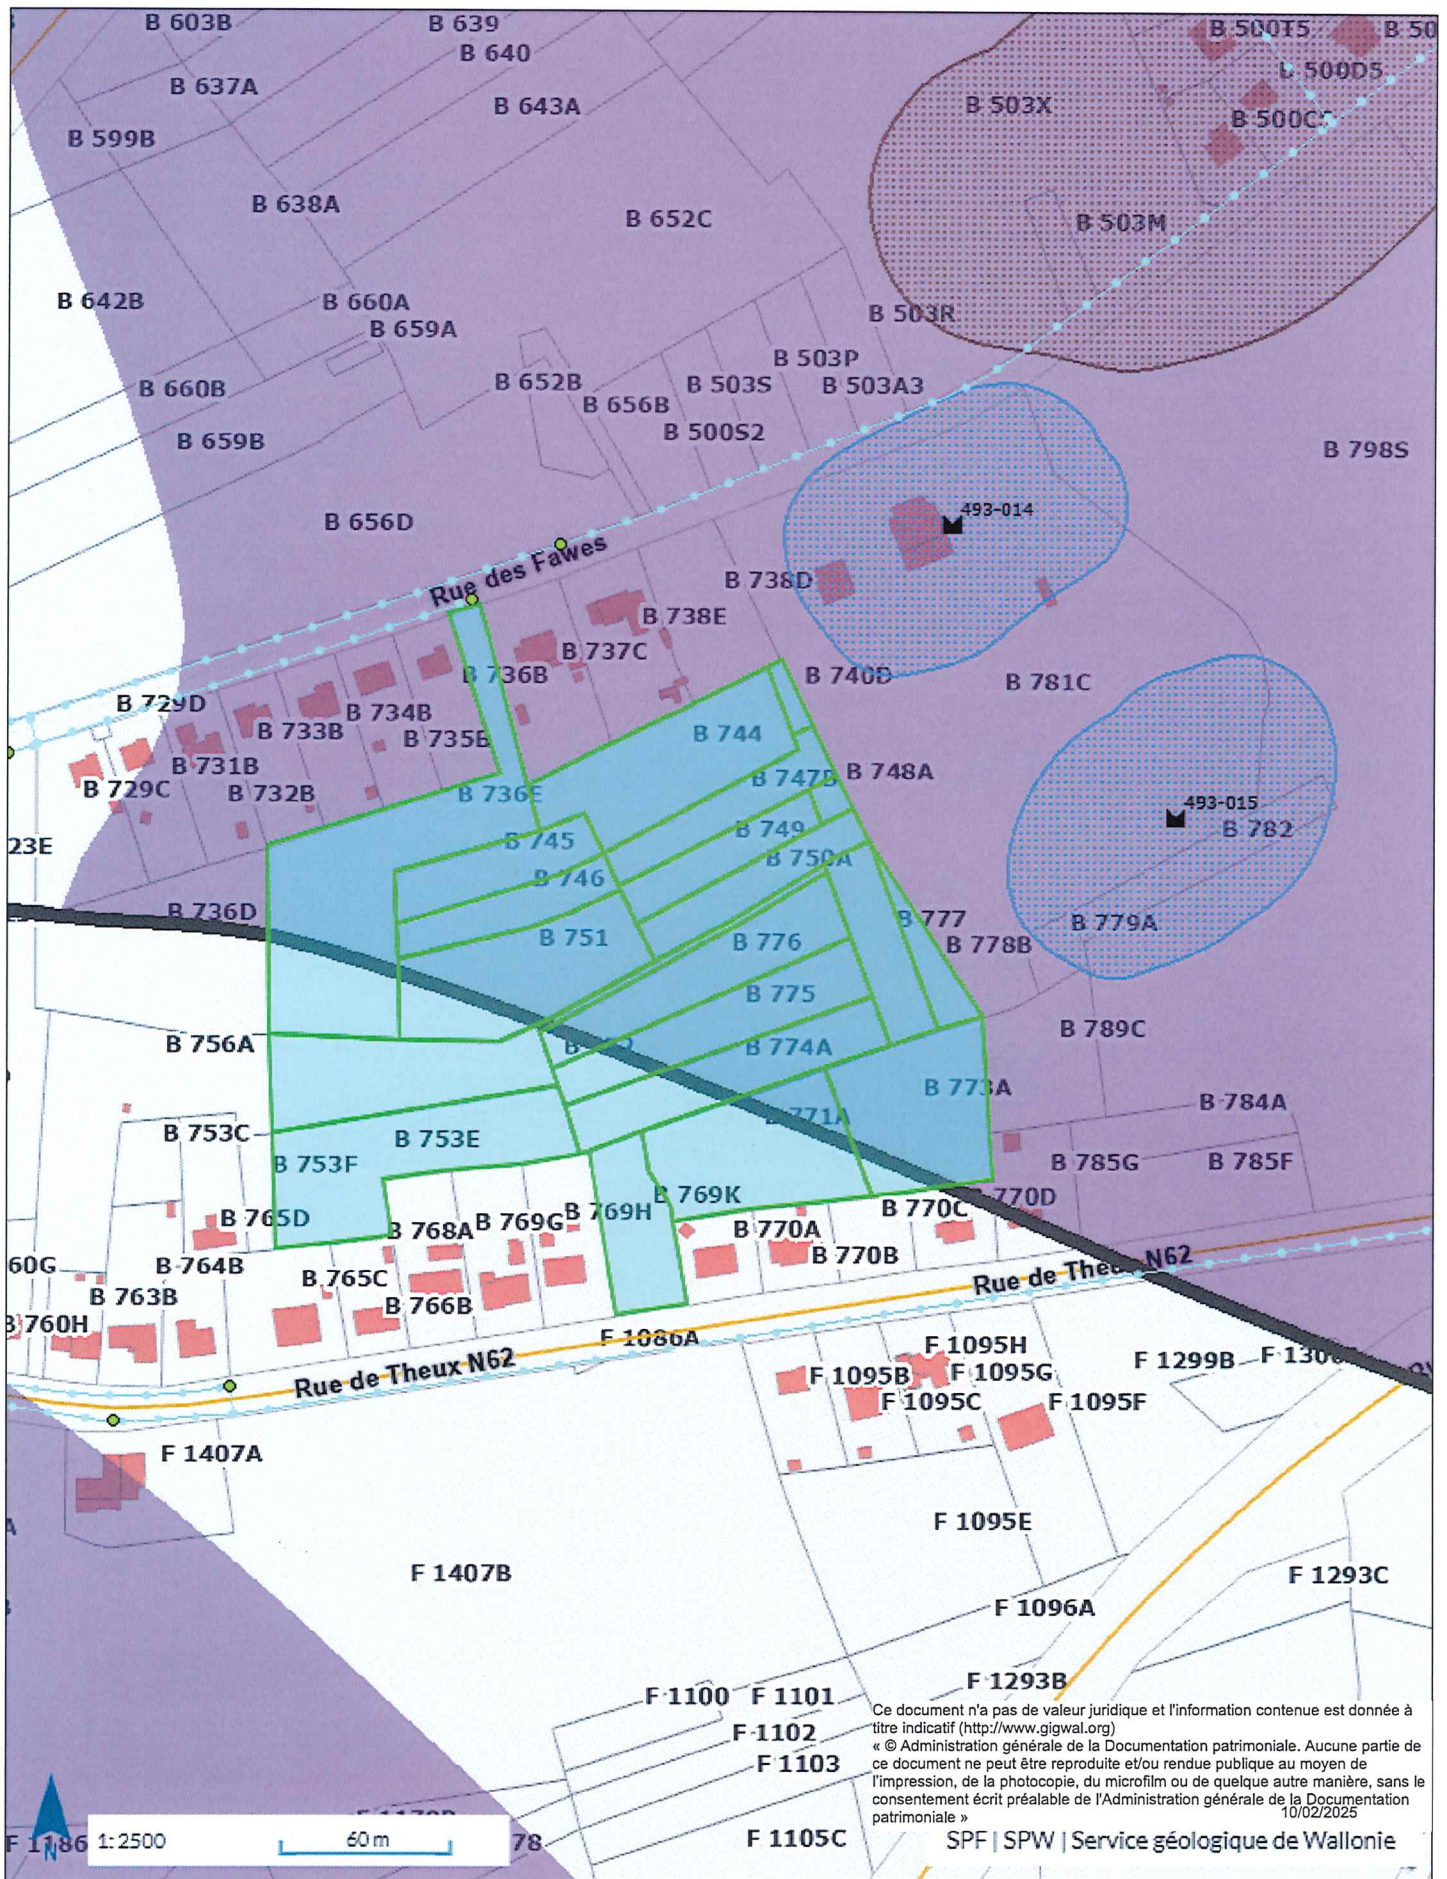 B 603B
B 639
B 500T5
B 50
B 640
B 500D5
B 637A
B 643A
B 503X
B 500C5
B 599B
B 638A
B 652C
B 503M
B 642B
B 660A
B 503R
B 659A
B 503P
B 652B
B 503S
B 503A3
B 660B
B 656B
B 500S2
B 659B
B 798S
493-014
B 656D
Rue des Fawes
B 738D
B 738E
B 737C
B 736B
B 740D
B 781C
B 729D
B 734B
B 733B
B 735E
B 744
B 731B
B 747B
B 748A
B 729C
B 732B
B 736E
493-015
B 749
B 782
23E
B 745
B 750A
B 746
B 736D
B 777
B 779A
B 751
B 776
B 778B
B 775
B 789C
B 756A
B 774A
B 773A
B 784A
B 771A
B 753C
B 753E
B 753F
B 785G
B 785F
B 769K
770D
B 765D
B 769H
B 770C
B 768A
B 769G
B 770A
B 770B
60G
B 764B
B 765C
Rue de Theux N62
B 763B
B 766B
B 760H
F 1086A
F 1095H
Rue de Theux N62
F 1095B
F 1095G
F 1299B
F 1300
F 1095C
F 1095F
F 1407A
F 1095E
F 1407B
F 1293C
F 1096A
F 1293B
F 1100
F 1101
F 1102
F 1103
F 1105C
Ce document n'a pas de valeur juridique et l'information contenue est donnée à
titre indicatif (http://www.gigwal.org)
« © Administration générale de la Documentation patrimoniale. Aucune partie de
ce document ne peut être reproduite et/ou rendue publique au moyen de
l'impression, de la photocopie, du microfilm ou de quelque autre manière, sans le
consentement écrit préalable de l'Administration générale de la Documentation
patrimoniale »
10/02/2025
F 1186
N
1: 2500
60 m
78
SPF | SPW | Service géologique de Wallonie